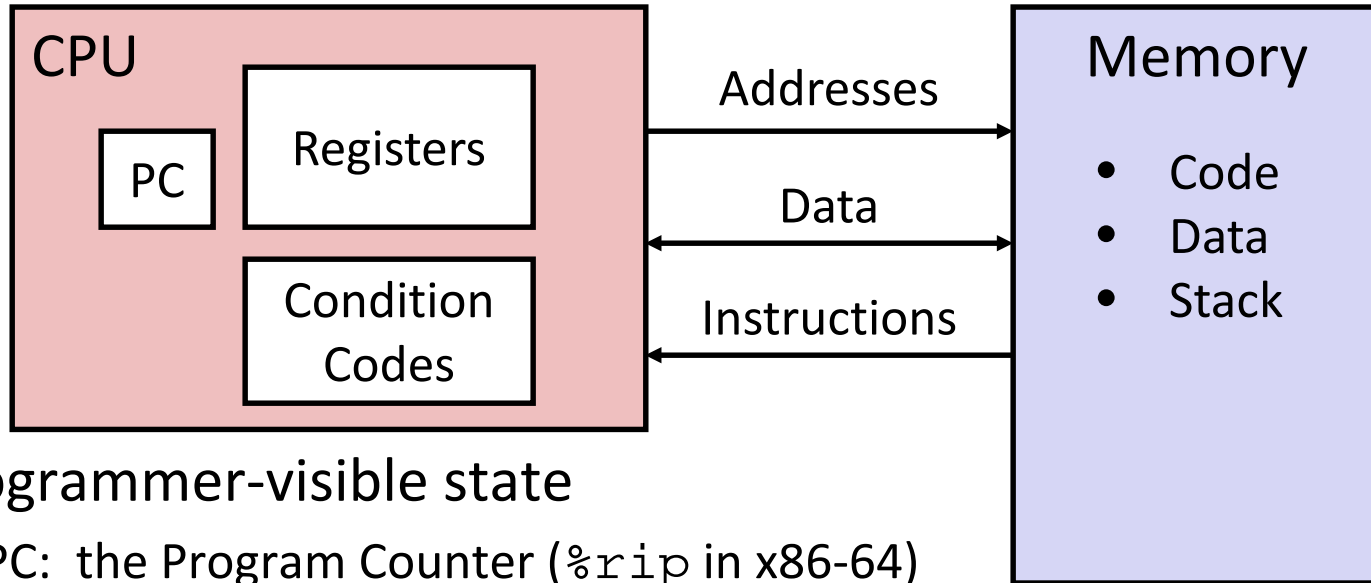 CPU
PC
Registers
Condition
Codes
Addresses
Data
Instructions
Memory
• Code
• Data
• Stack
ogrammer-visible state
PC: the Program Counter (%rip in x86-64)